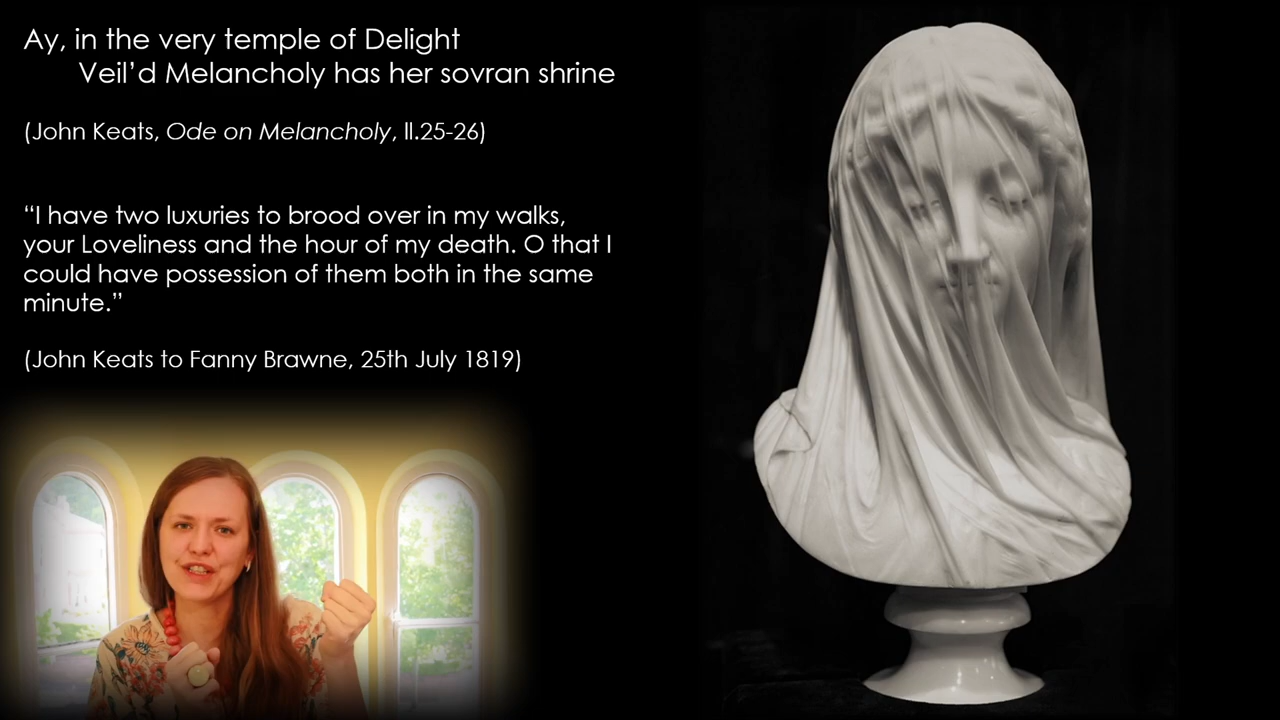 Ay, in the very temple of Delight
Veil’d Melancholy has her sovran shrine
(John Keats, Ode on Melancholy, ll.25-26)
“I have two luxuries to brood over in my walks,
your Loveliness and the hour of my death. O that I
could have possession of them both in the same
minute.”
(John Keats to Fanny Brawne, 25th July 1819)